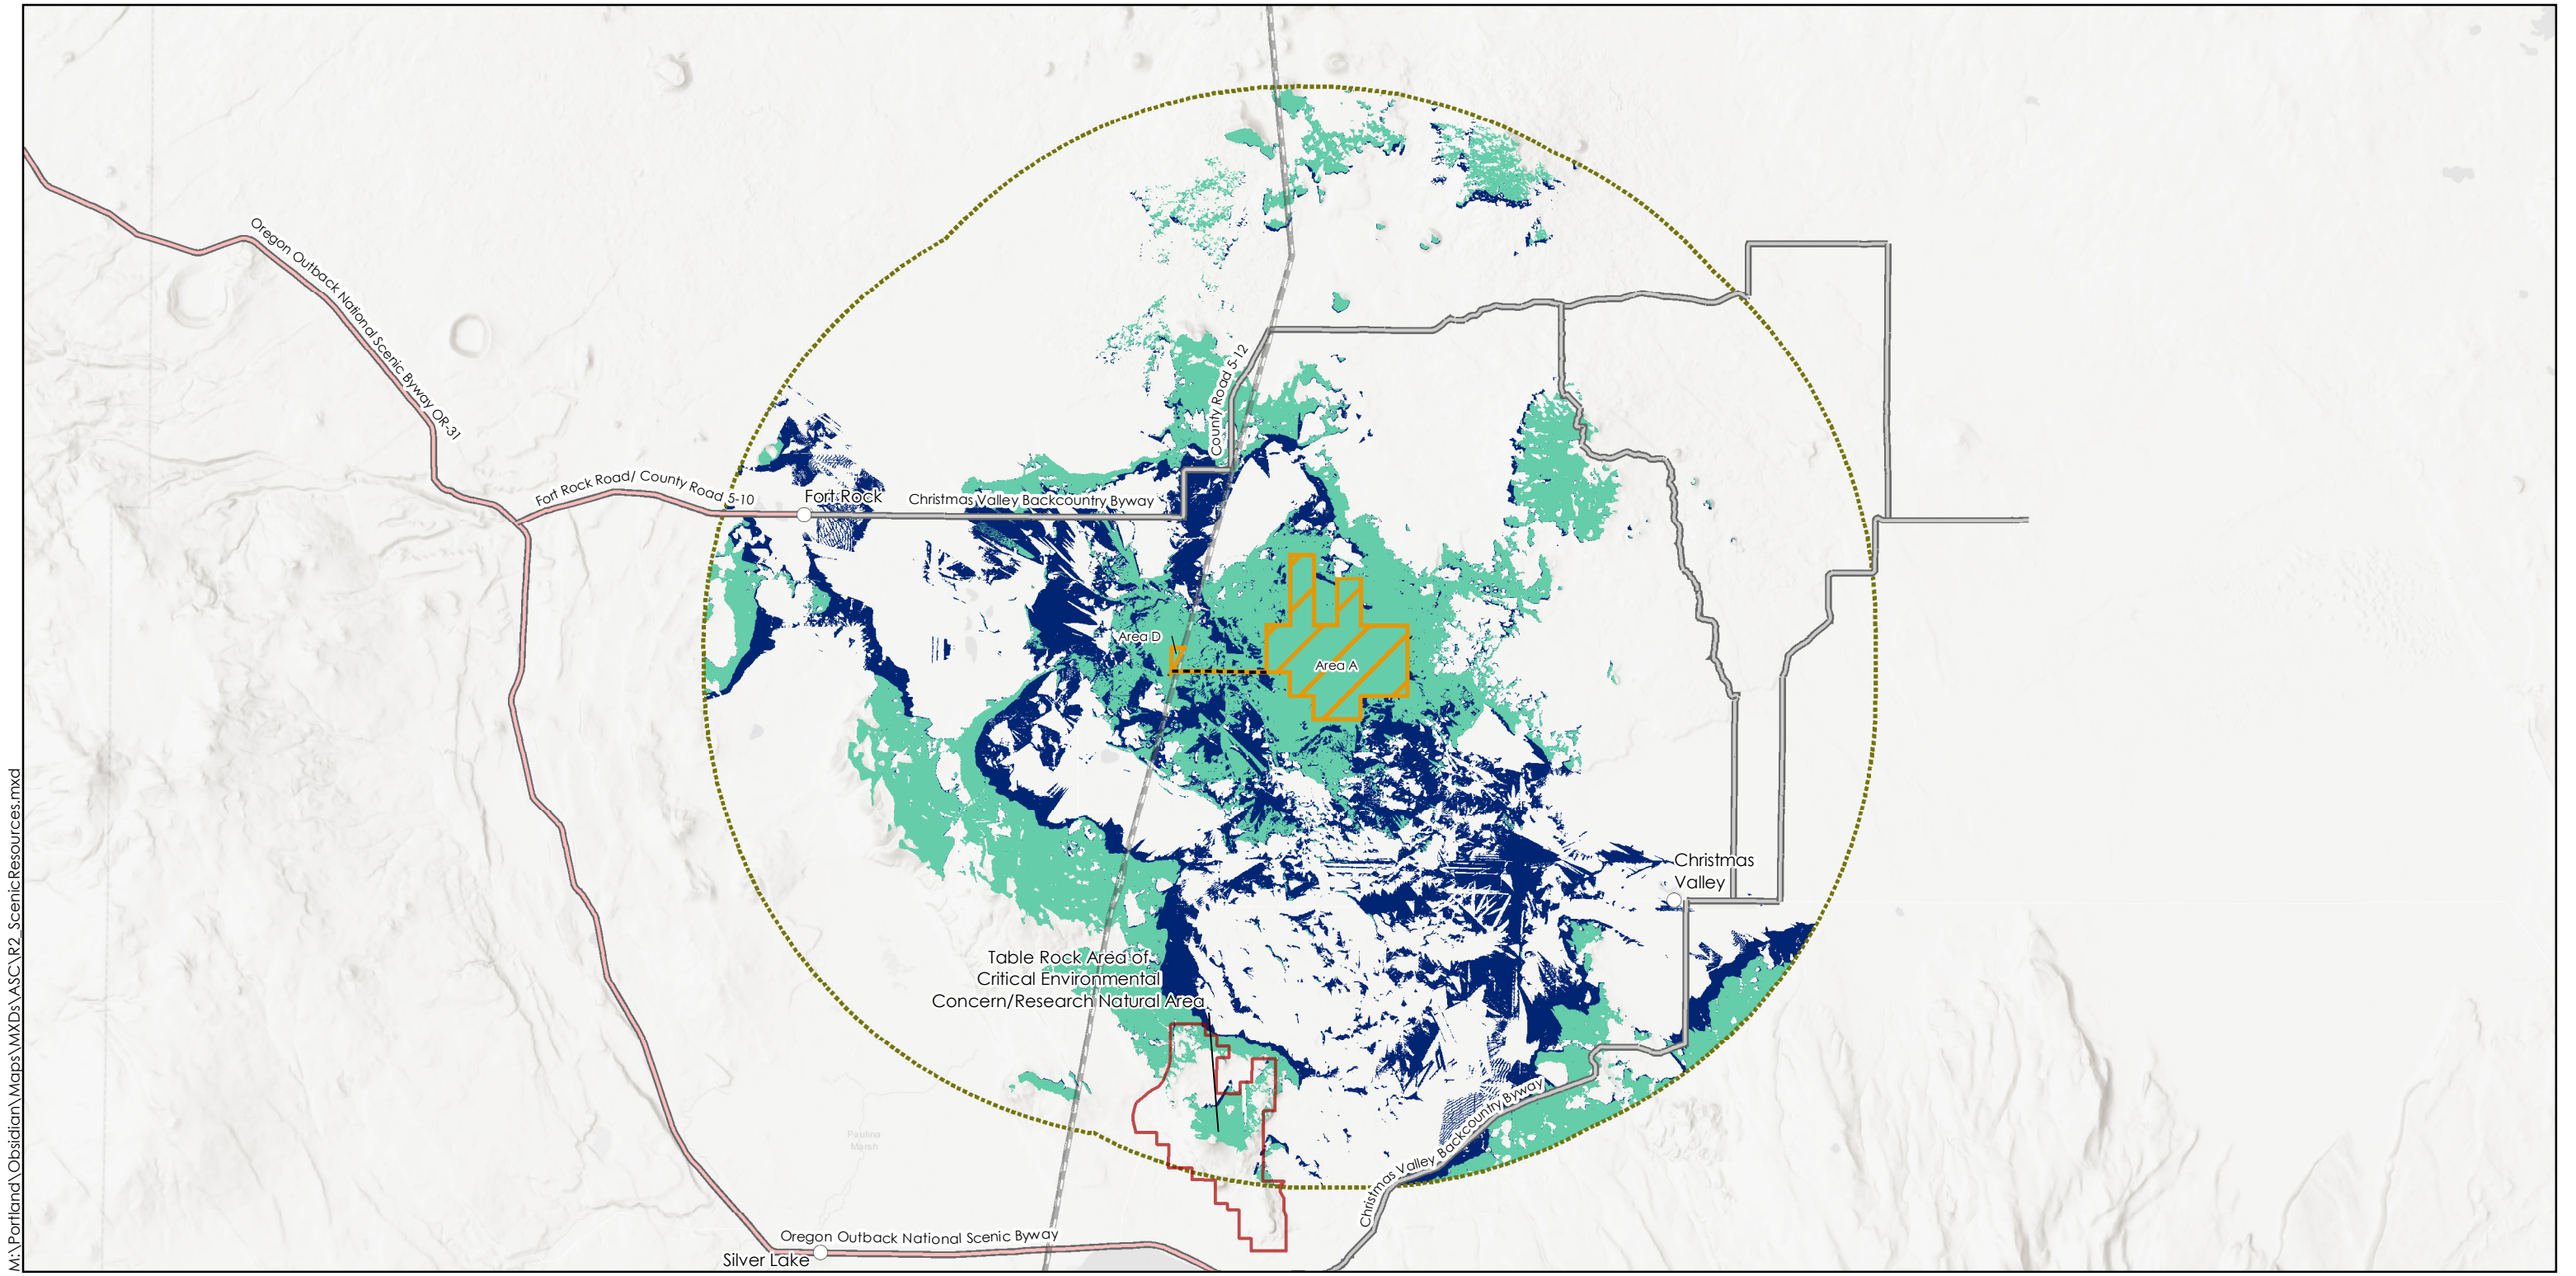 Oregon Outback National Scenic Byway OR-31
County Road 5-12
Fort Rock Road/ County Road 5-10
Fort Rock
Christmas Valley Backcountry Byway
Area D
Area A
Christmas
Valley
Table Rock Area of
Critical Environmental
Concern/Research Natural Area
Paulina
Marsh
Christmas Valley Backcountry Byway
Oregon Outback National Scenic Byway
Silver Lake
M:\Portland\Obsidian\Maps\MXDs\ASC\R2_ScenicResources.mxd